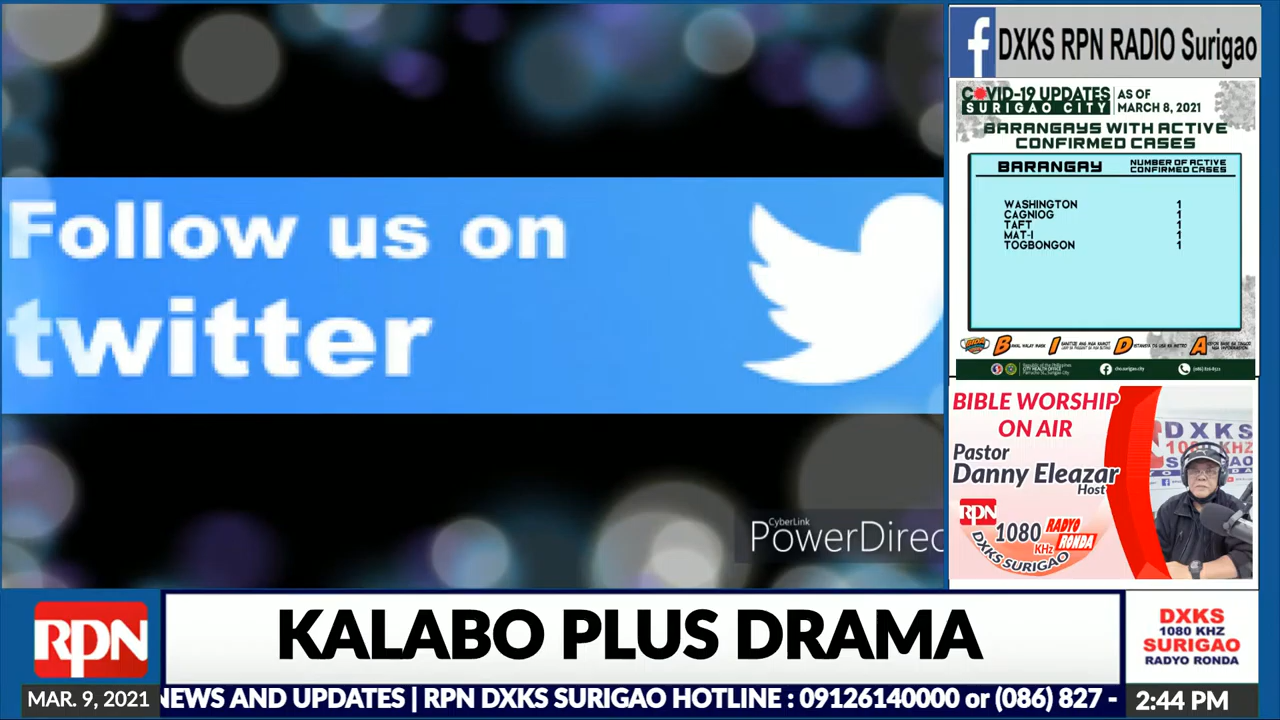 Follow us on
twitter
CyberLink
PowerDirec
DXKS RPN RADIO Surigao
COVID-19 UPDATES
SURIGAO CITY
AS OF
MARCH 8, 2021
BARANGAYS WITH ACTIVE
CONFIRMED CASES
BARANGAY
NUMBER OF ACTIVE
CONFIRMED CASES
WASHINGTON 1
CAGNIOG 1
TAFT 1
MAT-I 1
TOGBONGON 1
B I D A
CITY HEALTH OFFICE
BIBLE WORSHIP
ON AIR
Pastor
Danny Eleazar
Host
RPN
1080
KHz
RADYO
RONDA
DXKS SURIGAO
DXKS
RPN
KALABO PLUS DRAMA
DXKS
1080 KHZ
SURIGAO
RADYO RONDA
MAR. 9, 2021
NEWS AND UPDATES | RPN DXKS SURIGAO HOTLINE : 09126140000 or (086) 827 -
2:44 PM